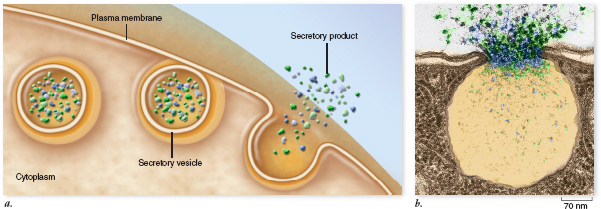 Plasma membrane
Secretory product
Secretory vesicle
Cytoplasm
a.
b.
70 nm